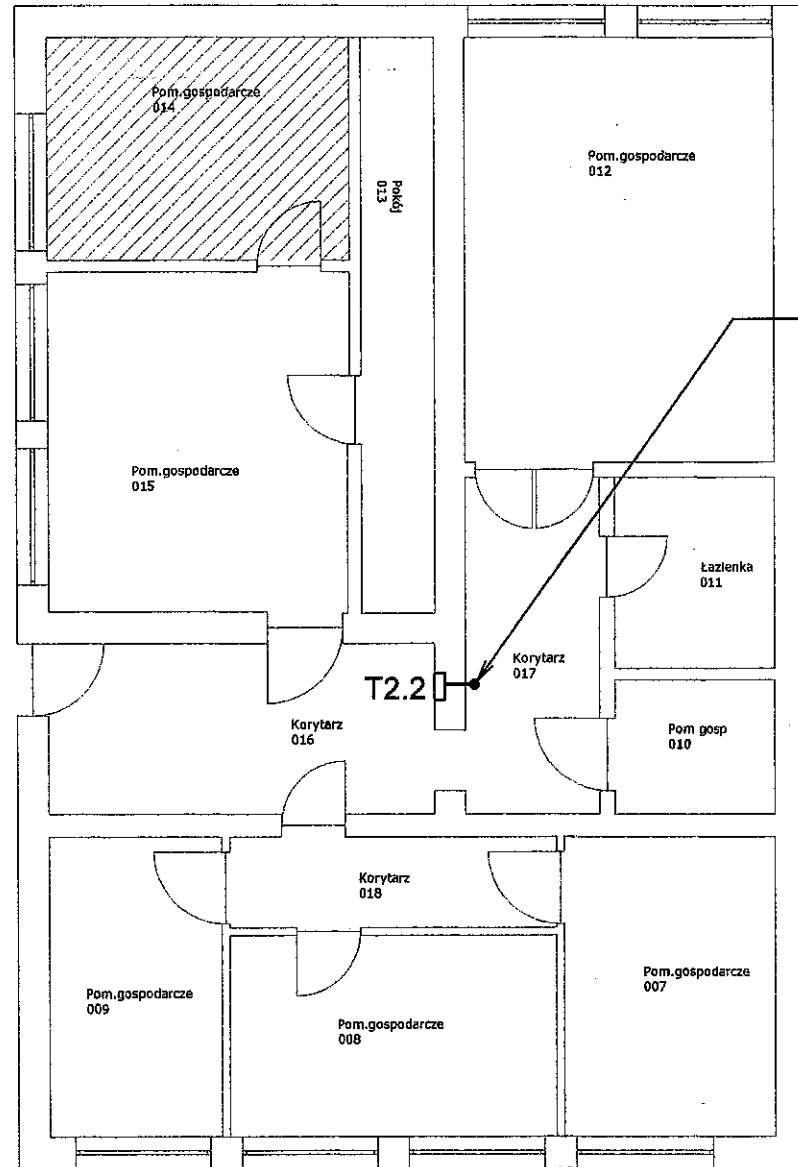 Pom.gospodarcze
014
Pokój
013
Pom.gospodarcze
012
Pom.gospodarcze
015
Łazienka
011
Korytarz
017
T2.2
Korytarz
016
Pom gosp
010
Korytarz
018
Pom.gospodarcze
009
Pom.gospodarcze
008
Pom.gospodarcze
007